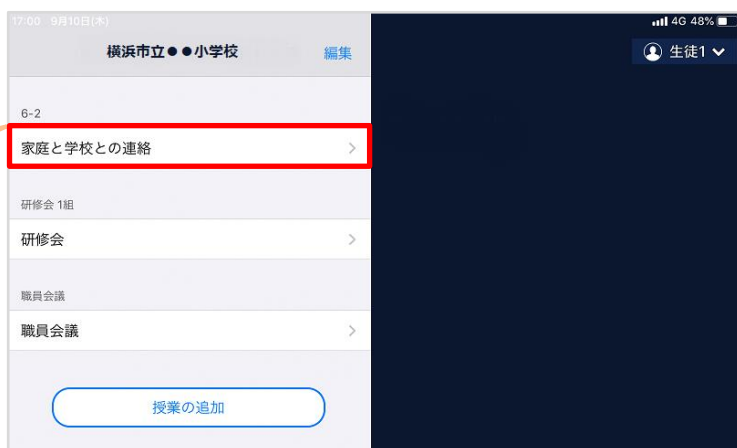 17:00 9月10日(木)
4G 48%
横浜市立●●小学校
編集
生徒1
6-2
家庭と学校との連絡
研修会 1組
研修会
職員会議
職員会議
授業の追加